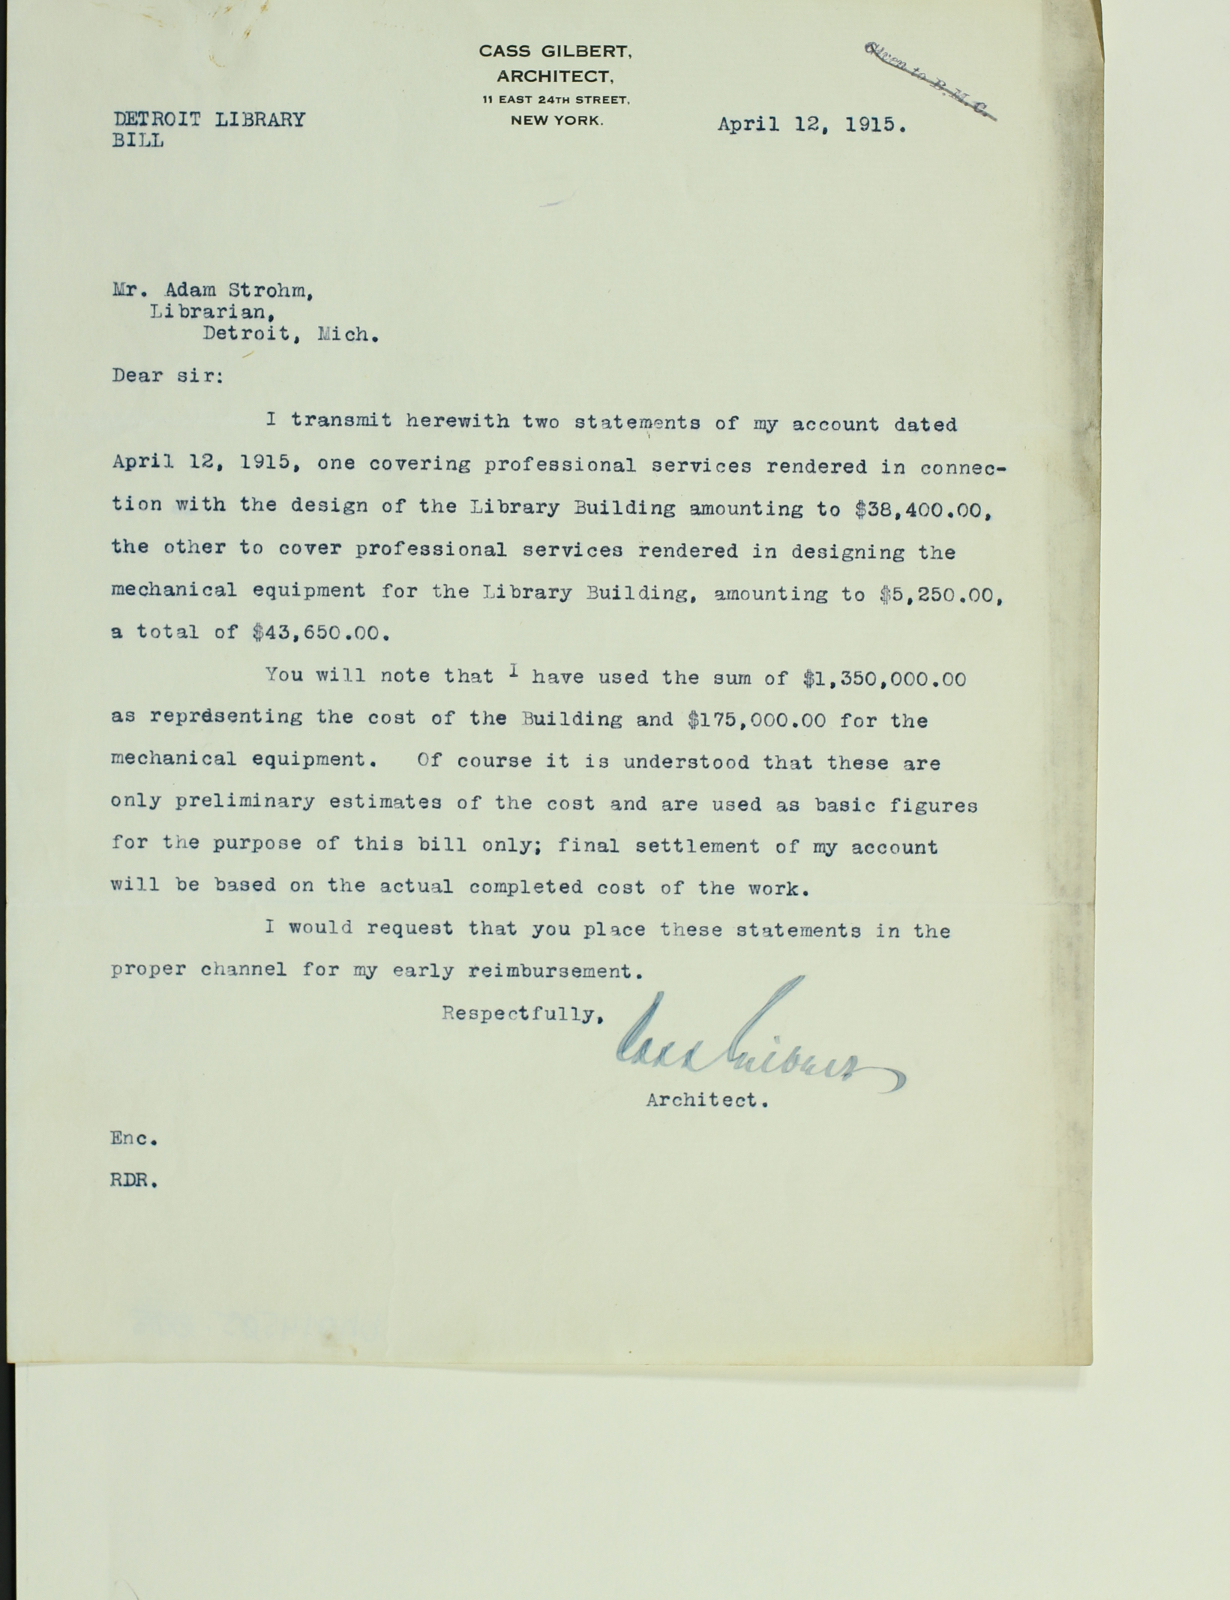 CASS GILBERT,
ARCHITECT,
11 EAST 24TH STREET,
NEW YORK.
Given to B.M.C.
DETROIT LIBRARY
BILL
April 12, 1915.
Mr. Adam Strohm,
Librarian,
Detroit, Mich.
Dear sir:
I transmit herewith two statements of my account dated
April 12, 1915, one covering professional services rendered in connec-
tion with the design of the Library Building amounting to $38,400.00,
the other to cover professional services rendered in designing the
mechanical equipment for the Library Building, amounting to $5,250.00,
a total of $43,650.00.
You will note that I have used the sum of $1,350,000.00
as representing the cost of the Building and $175,000.00 for the
mechanical equipment. Of course it is understood that these are
only preliminary estimates of the cost and are used as basic figures
for the purpose of this bill only; final settlement of my account
will be based on the actual completed cost of the work.
I would request that you place these statements in the
proper channel for my early reimbursement.
Respectfully,
Cass Gilbert
Architect.
Enc.
RDR.